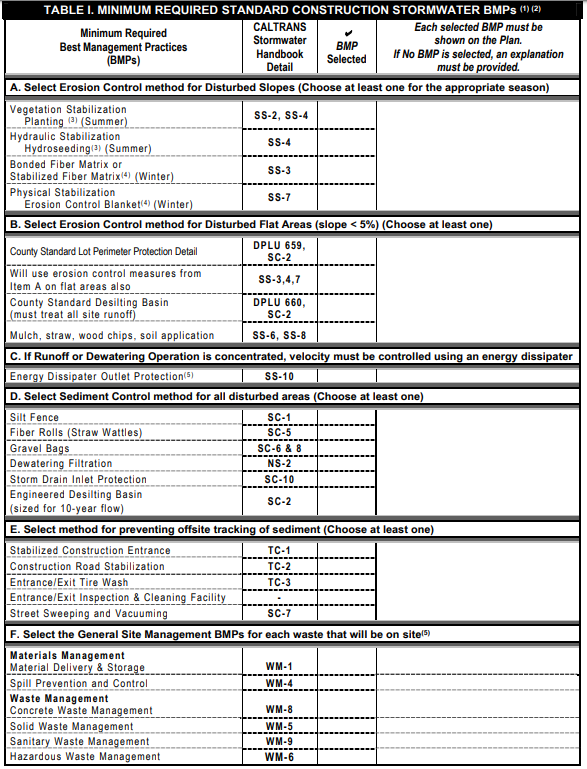 TABLE I. MINIMUM REQUIRED STANDARD CONSTRUCTION STORMWATER BMPs (1) (2)
Minimum Required
Best Management Practices
(BMPs)
CALTRANS
Stormwater
Handbook
Detail
✔
BMP
Selected
Each selected BMP must be
shown on the Plan.
If No BMP is selected, an explanation
must be provided.
A. Select Erosion Control method for Disturbed Slopes (Choose at least one for the appropriate season)
Vegetation Stabilization
Planting (3) (Summer)
SS-2, SS-4
Hydraulic Stabilization
Hydroseeding(3) (Summer)
SS-4
Bonded Fiber Matrix or
Stabilized Fiber Matrix(4) (Winter)
SS-3
Physical Stabilization
Erosion Control Blanket(4) (Winter)
SS-7
B. Select Erosion Control method for Disturbed Flat Areas (slope < 5%) (Choose at least one)
County Standard Lot Perimeter Protection Detail
DPLU 659,
SC-2
Will use erosion control measures from
Item A on flat areas also
SS-3,4,7
County Standard Desilting Basin
(must treat all site runoff)
DPLU 660,
SC-2
Mulch, straw, wood chips, soil application
SS-6, SS-8
C. If Runoff or Dewatering Operation is concentrated, velocity must be controlled using an energy dissipater
Energy Dissipater Outlet Protection(5)
SS-10
D. Select Sediment Control method for all disturbed areas (Choose at least one)
Silt Fence
SC-1
Fiber Rolls (Straw Wattles)
SC-5
Gravel Bags
SC-6 & 8
Dewatering Filtration
NS-2
Storm Drain Inlet Protection
SC-10
Engineered Desilting Basin
(sized for 10-year flow)
SC-2
E. Select method for preventing offsite tracking of sediment (Choose at least one)
Stabilized Construction Entrance
TC-1
Construction Road Stabilization
TC-2
Entrance/Exit Tire Wash
TC-3
Entrance/Exit Inspection & Cleaning Facility
-
Street Sweeping and Vacuuming
SC-7
F. Select the General Site Management BMPs for each waste that will be on site(5)
Materials Management
Material Delivery & Storage
WM-1
Spill Prevention and Control
WM-4
Waste Management
Concrete Waste Management
WM-8
Solid Waste Management
WM-5
Sanitary Waste Management
WM-9
Hazardous Waste Management
WM-6